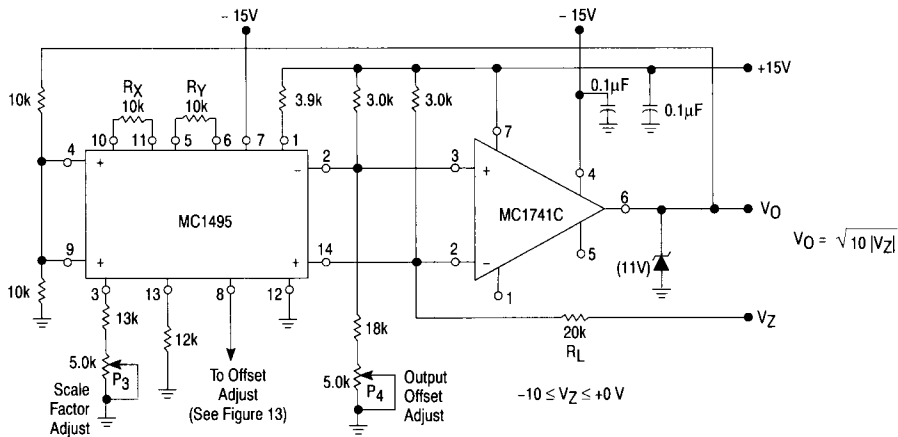 – 15V
– 15V
+15V
10k
RX
10k
RY
10k
3.9k
3.0k
3.0k
0.1µF
0.1µF
10 11 5 6 7 1
4
+
–
2
3
+
7
4
MC1495
MC1741C
6
VO
VO = √10 |VZ|
9
+
+
14
2
–
5
(11V)
10k
3 13 8 12
1
VZ
13k
12k
18k
20k
RL
5.0k
P3
To Offset
Adjust
(See Figure 13)
5.0k
P4
Output
Offset
Adjust
–10 ≤ VZ ≤ +0 V
Scale
Factor
Adjust